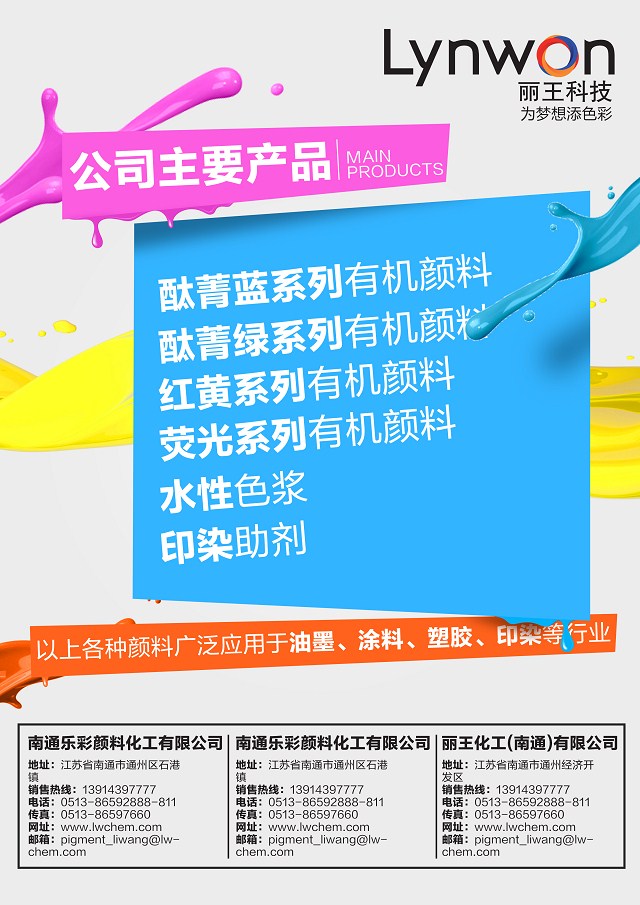 Lynwon
丽王科技
为梦想添色彩
公司主要产品
MAIN
PRODUCTS
酞菁蓝系列有机颜料
酞菁绿系列有机颜料
红黄系列有机颜料
荧光系列有机颜料
水性色浆
印染助剂
以上各种颜料广泛应用于油墨、涂料、塑胶、印染等行业
南通乐彩颜料化工有限公司
地址：江苏省南通市通州区石港
镇
销售热线：13914397777
电话：0513-86592888-811
传真：0513-86597660
网址：www.lwchem.com
邮箱：pigment_liwang@lw-
chem.com
南通乐彩颜料化工有限公司
地址：江苏省南通市通州区石港
镇
销售热线：13914397777
电话：0513-86592888-811
传真：0513-86597660
网址：www.lwchem.com
邮箱：pigment_liwang@lw-
chem.com
丽王化工(南通)有限公司
地址：江苏省南通市通州经济开
发区
销售热线：13914397777
电话：0513-86592888-811
传真：0513-86597660
网址：www.lwchem.com
邮箱：pigment_liwang@lw-
chem.com